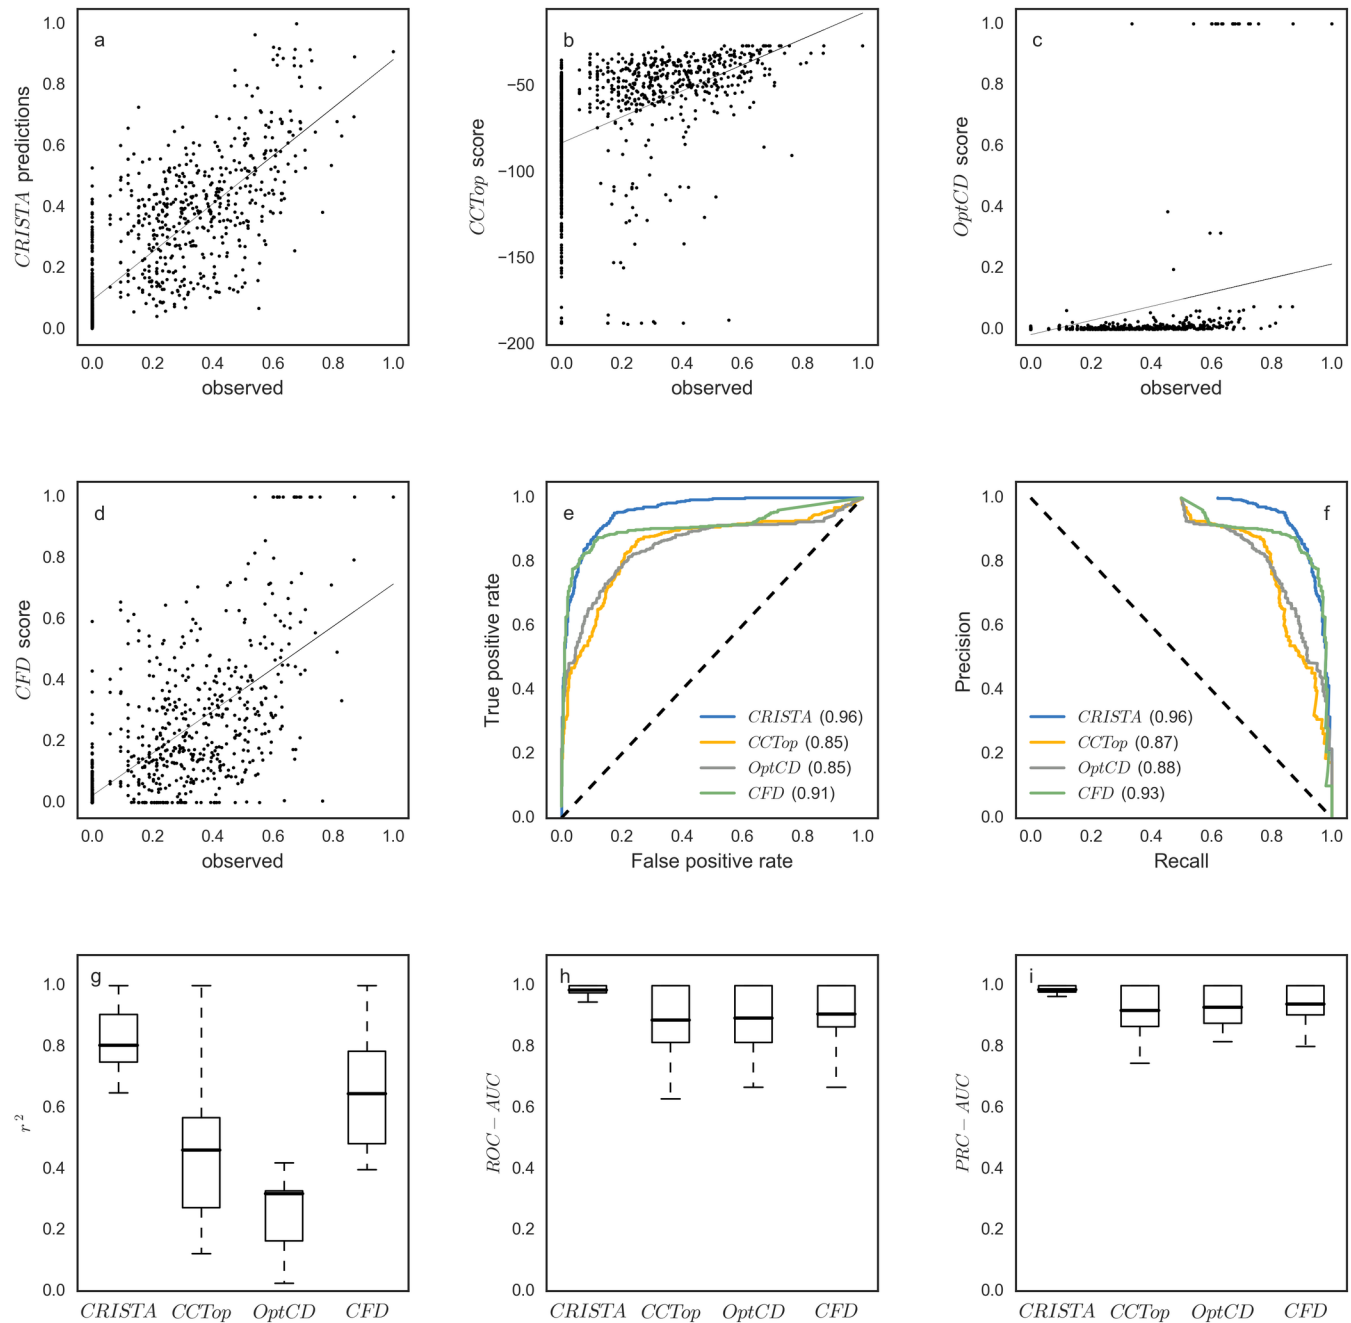 a
1.0
0.8
0.6
0.4
0.2
0.0
CRISTA predictions
0.0 0.2 0.4 0.6 0.8 1.0
observed
b
−50
−100
−150
−200
CCTop score
0.0 0.2 0.4 0.6 0.8 1.0
observed
c
1.0
0.8
0.6
0.4
0.2
0.0
OptCD score
0.0 0.2 0.4 0.6 0.8 1.0
observed
d
1.0
0.8
0.6
0.4
0.2
0.0
CFD score
0.0 0.2 0.4 0.6 0.8 1.0
observed
e
1.0
0.8
0.6
0.4
0.2
0.0
True positive rate
CRISTA (0.96)
CCTop (0.85)
OptCD (0.85)
CFD (0.91)
0.0 0.2 0.4 0.6 0.8 1.0
False positive rate
f
1.0
0.8
0.6
0.4
0.2
0.0
Precision
CRISTA (0.96)
CCTop (0.87)
OptCD (0.88)
CFD (0.93)
0.0 0.2 0.4 0.6 0.8 1.0
Recall
g
1.0
0.8
0.6
0.4
0.2
0.0
r²
CRISTA CCTop OptCD CFD
h
1.0
0.8
0.6
0.4
0.2
0.0
ROC − AUC
CRISTA CCTop OptCD CFD
i
1.0
0.8
0.6
0.4
0.2
0.0
PRC − AUC
CRISTA CCTop OptCD CFD